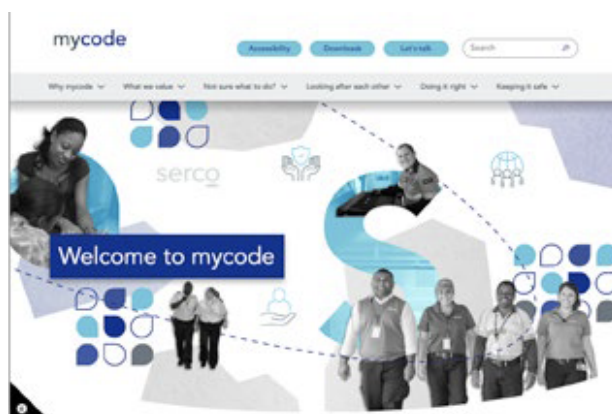 mycode
Accessibility Downloads Let's talk Search
Why mycode What we value Not sure what to do? Looking after each other Doing it right Keeping it safe
serco
Welcome to mycode